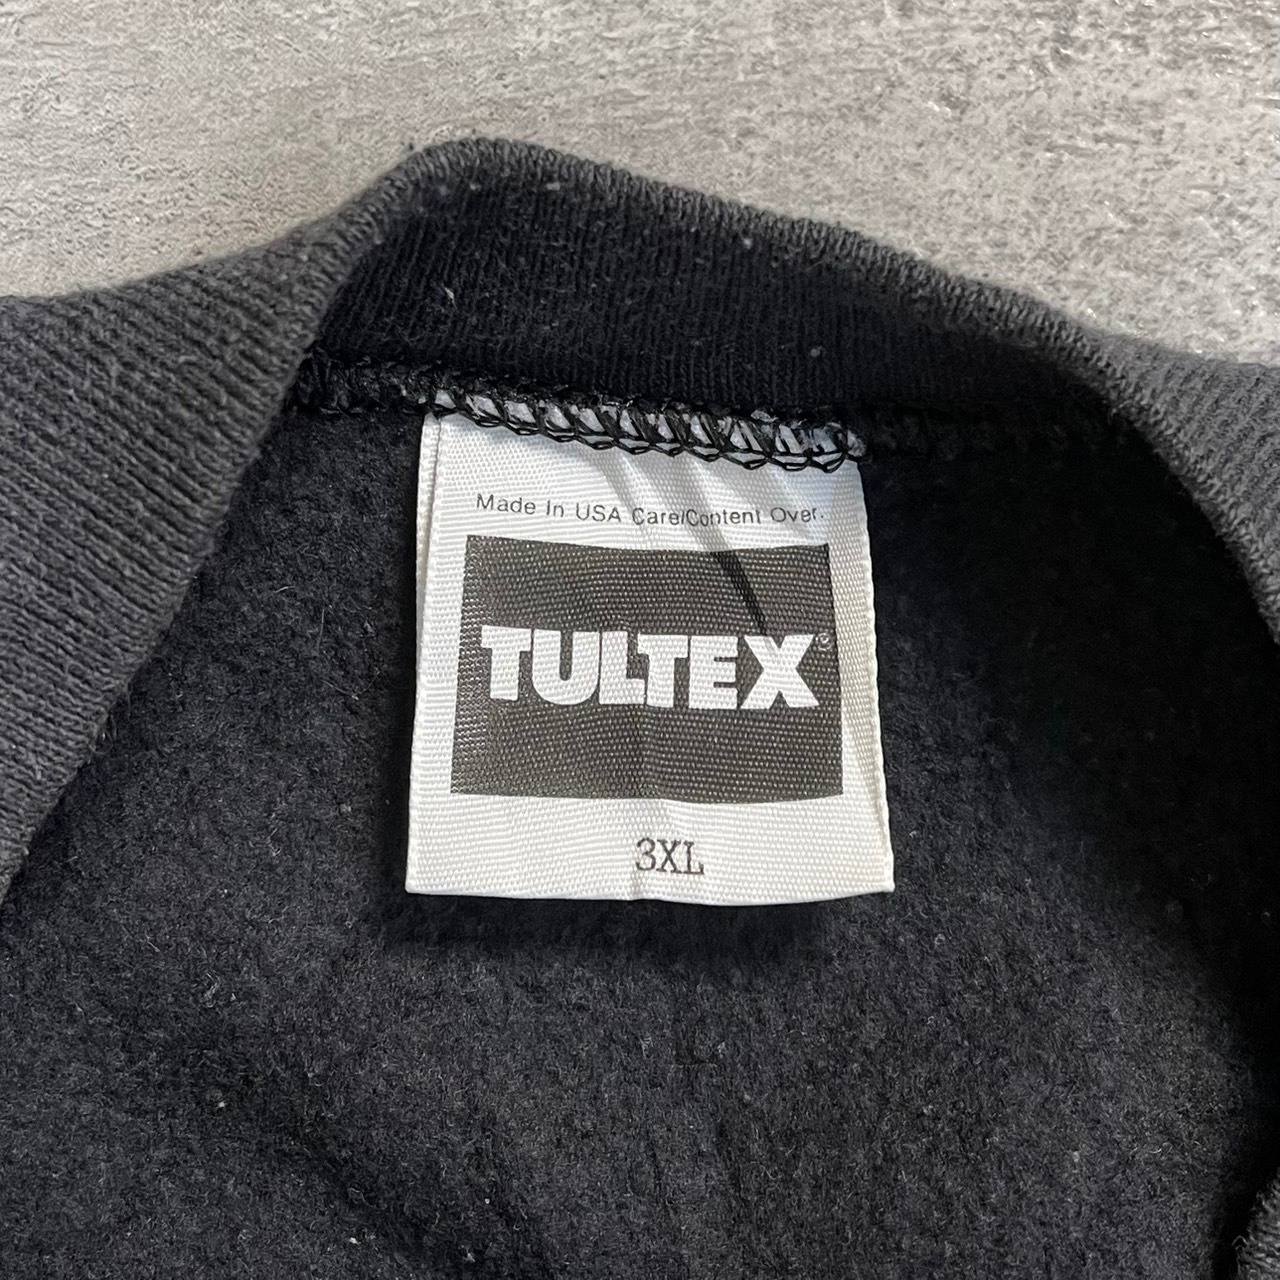 Made In USA Care/Content Over.
TULTEX®
3XL